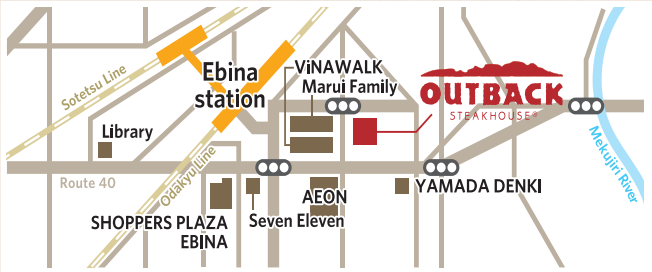 Sotetsu Line
Ebina
station
ViNAWALK
Marui Family
OUTBACK
STEAKHOUSE®
Library
Mekujiri River
Route 40
Odakyu Line
YAMADA DENKI
AEON
SHOPPERS PLAZA
EBINA
Seven Eleven